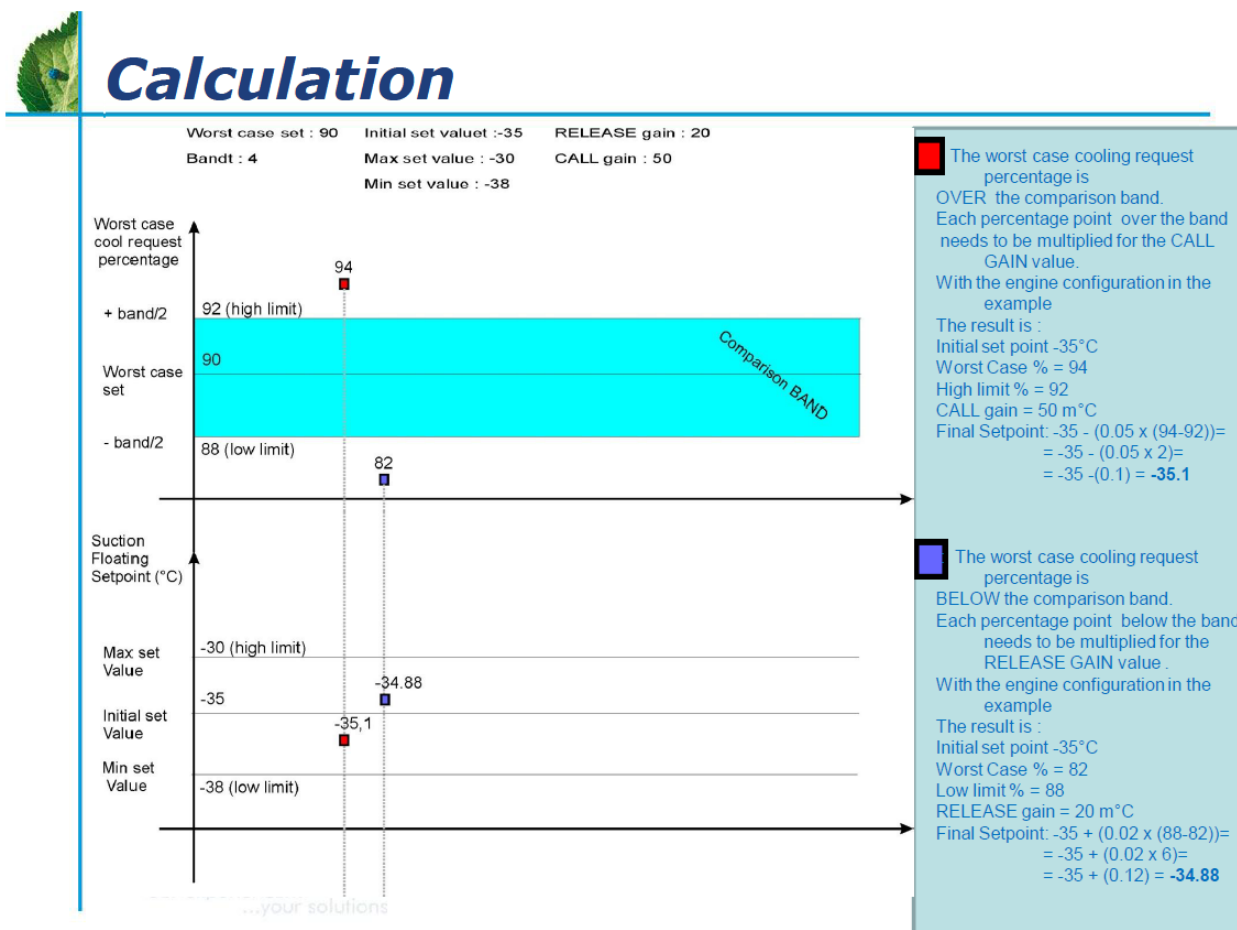 Calculation
Worst case set : 90 Initial set valuet :-35 RELEASE gain : 20
Bandt : 4 Max set value : -30 CALL gain : 50
Min set value : -38
Worst case
cool request
percentage
94
+ band/2
92 (high limit)
Worst case
set
90
Comparison BAND
- band/2
88 (low limit)
82
Suction
Floating
Setpoint (°C)
Max set
Value
-30 (high limit)
-34.88
-35
Initial set
Value
-35,1
Min set
Value
-38 (low limit)
...your solutions
The worst case cooling request
percentage is
OVER the comparison band.
Each percentage point over the band
needs to be multiplied for the CALL
GAIN value.
With the engine configuration in the
example
The result is :
Initial set point -35°C
Worst Case % = 94
High limit % = 92
CALL gain = 50 m°C
Final Setpoint: -35 - (0.05 x (94-92))=
= -35 - (0.05 x 2)=
= -35 -(0.1) = -35.1
The worst case cooling request
percentage is
BELOW the comparison band.
Each percentage point below the band
needs to be multiplied for the
RELEASE GAIN value .
With the engine configuration in the
example
The result is :
Initial set point -35°C
Worst Case % = 82
Low limit % = 88
RELEASE gain = 20 m°C
Final Setpoint: -35 + (0.02 x (88-82))=
= -35 + (0.02 x 6)=
= -35 + (0.12) = -34.88